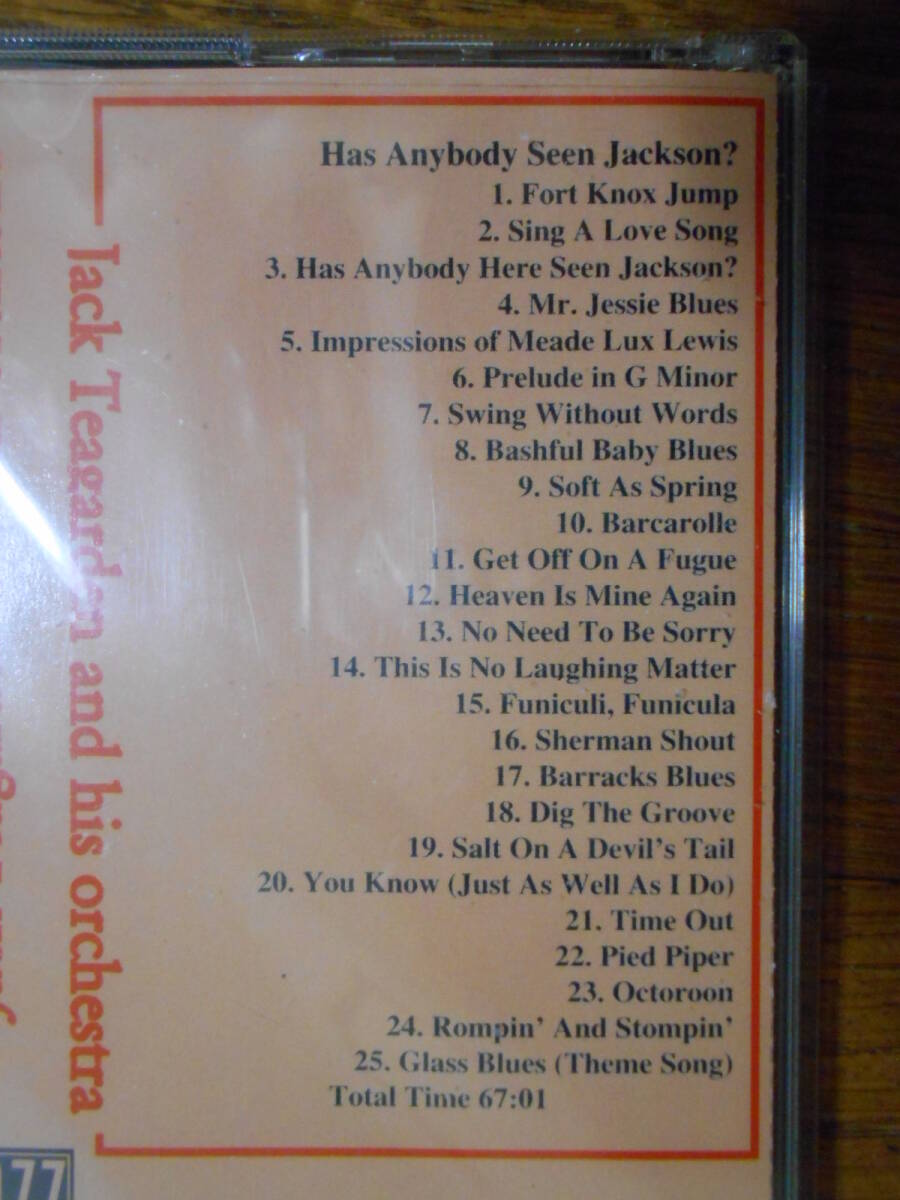 Has Anybody Seen Jackson?
1. Fort Knox Jump
2. Sing A Love Song
3. Has Anybody Here Seen Jackson?
4. Mr. Jessie Blues
5. Impressions of Meade Lux Lewis
6. Prelude in G Minor
7. Swing Without Words
8. Bashful Baby Blues
9. Soft As Spring
10. Barcarolle
11. Get Off On A Fugue
12. Heaven Is Mine Again
13. No Need To Be Sorry
14. This Is No Laughing Matter
15. Funiculi, Funicula
16. Sherman Shout
17. Barracks Blues
18. Dig The Groove
19. Salt On A Devil's Tail
20. You Know (Just As Well As I Do)
21. Time Out
22. Pied Piper
23. Octoroon
24. Rompin' And Stompin'
25. Glass Blues (Theme Song)
Total Time 67:01
Jack Teagarden and his orchestra